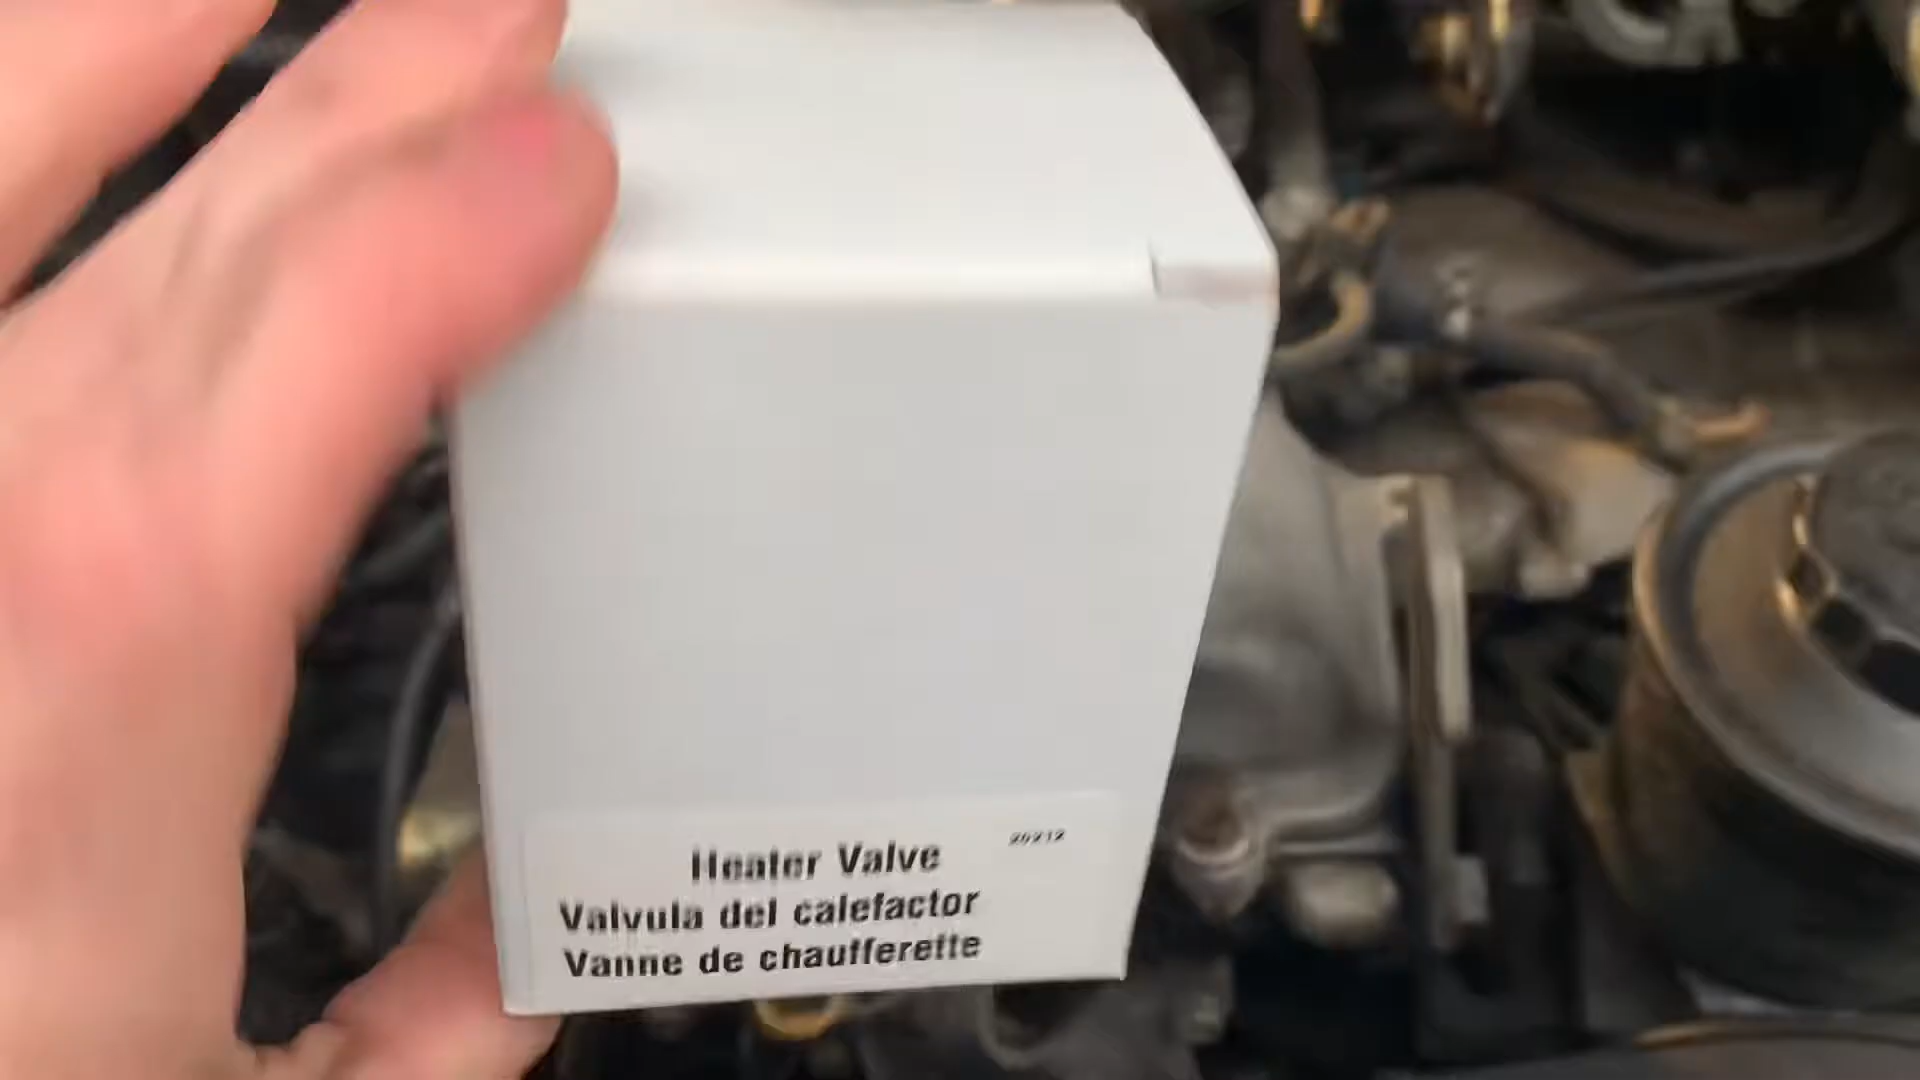 Heater Valve
Valvula del calefactor
Vanne de chaufferette